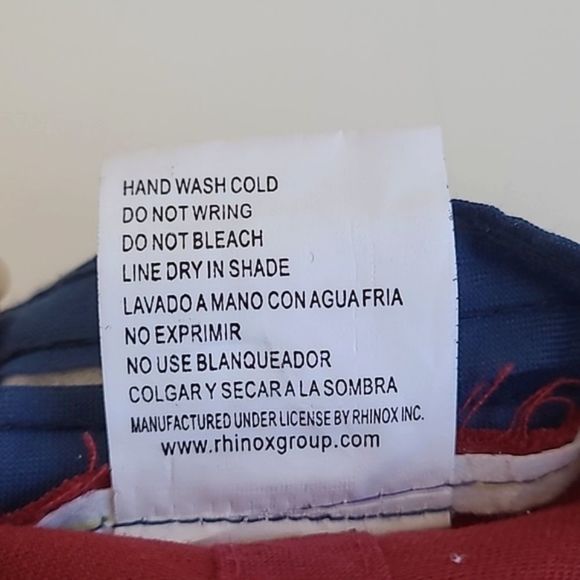 HAND WASH COLD
DO NOT WRING
DO NOT BLEACH
LINE DRY IN SHADE
LAVADO A MANO CON AGUA FRIA
NO EXPRIMIR
NO USE BLANQUEADOR
COLGAR Y SECAR A LA SOMBRA
MANUFACTURED UNDER LICENSE BY RHINOX INC.
www.rhinoxgroup.com